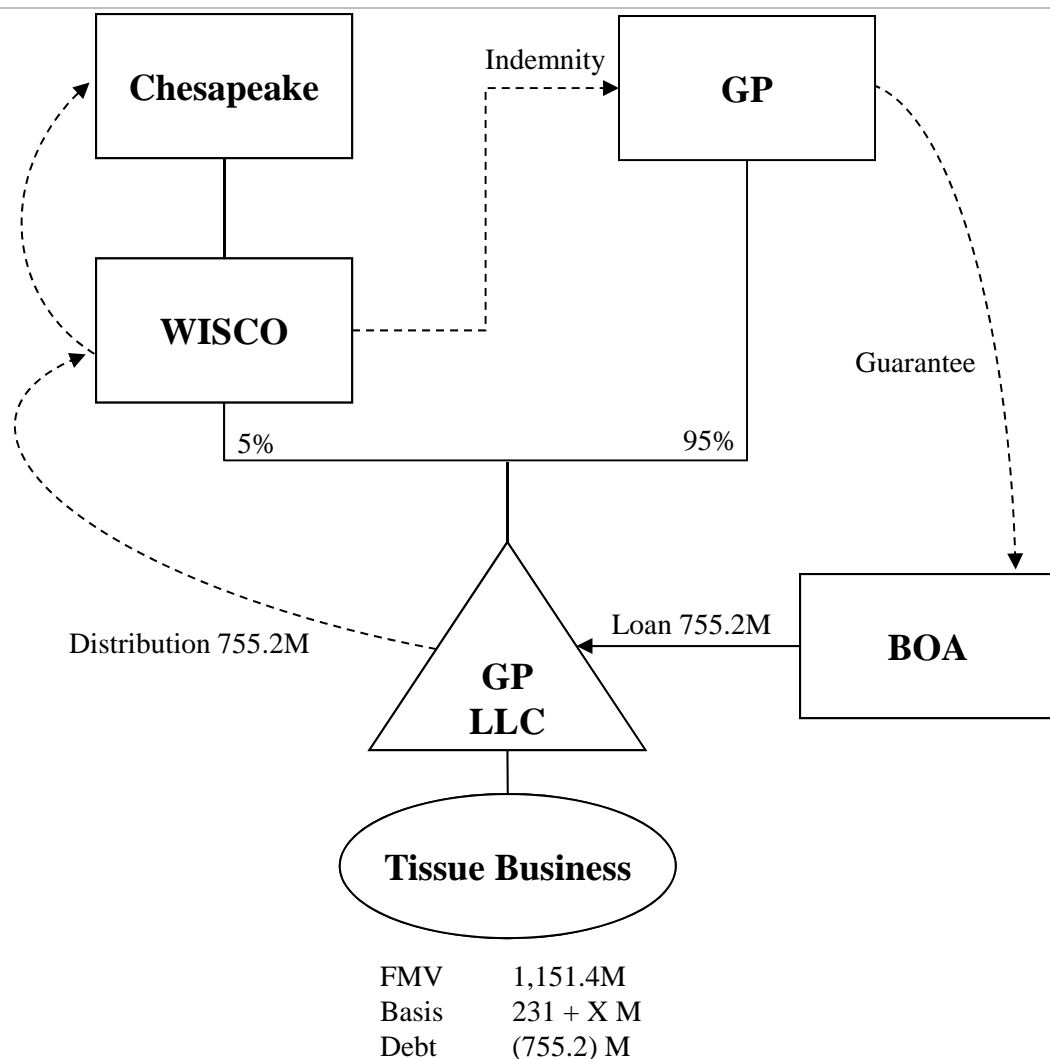 Chesapeake
Indemnity
GP
WISCO
Guarantee
5%
95%
Distribution 755.2M
Loan 755.2M
BOA
GP
LLC
Tissue Business
FMV 1,151.4M
Basis 231 + X M
Debt (755.2) M